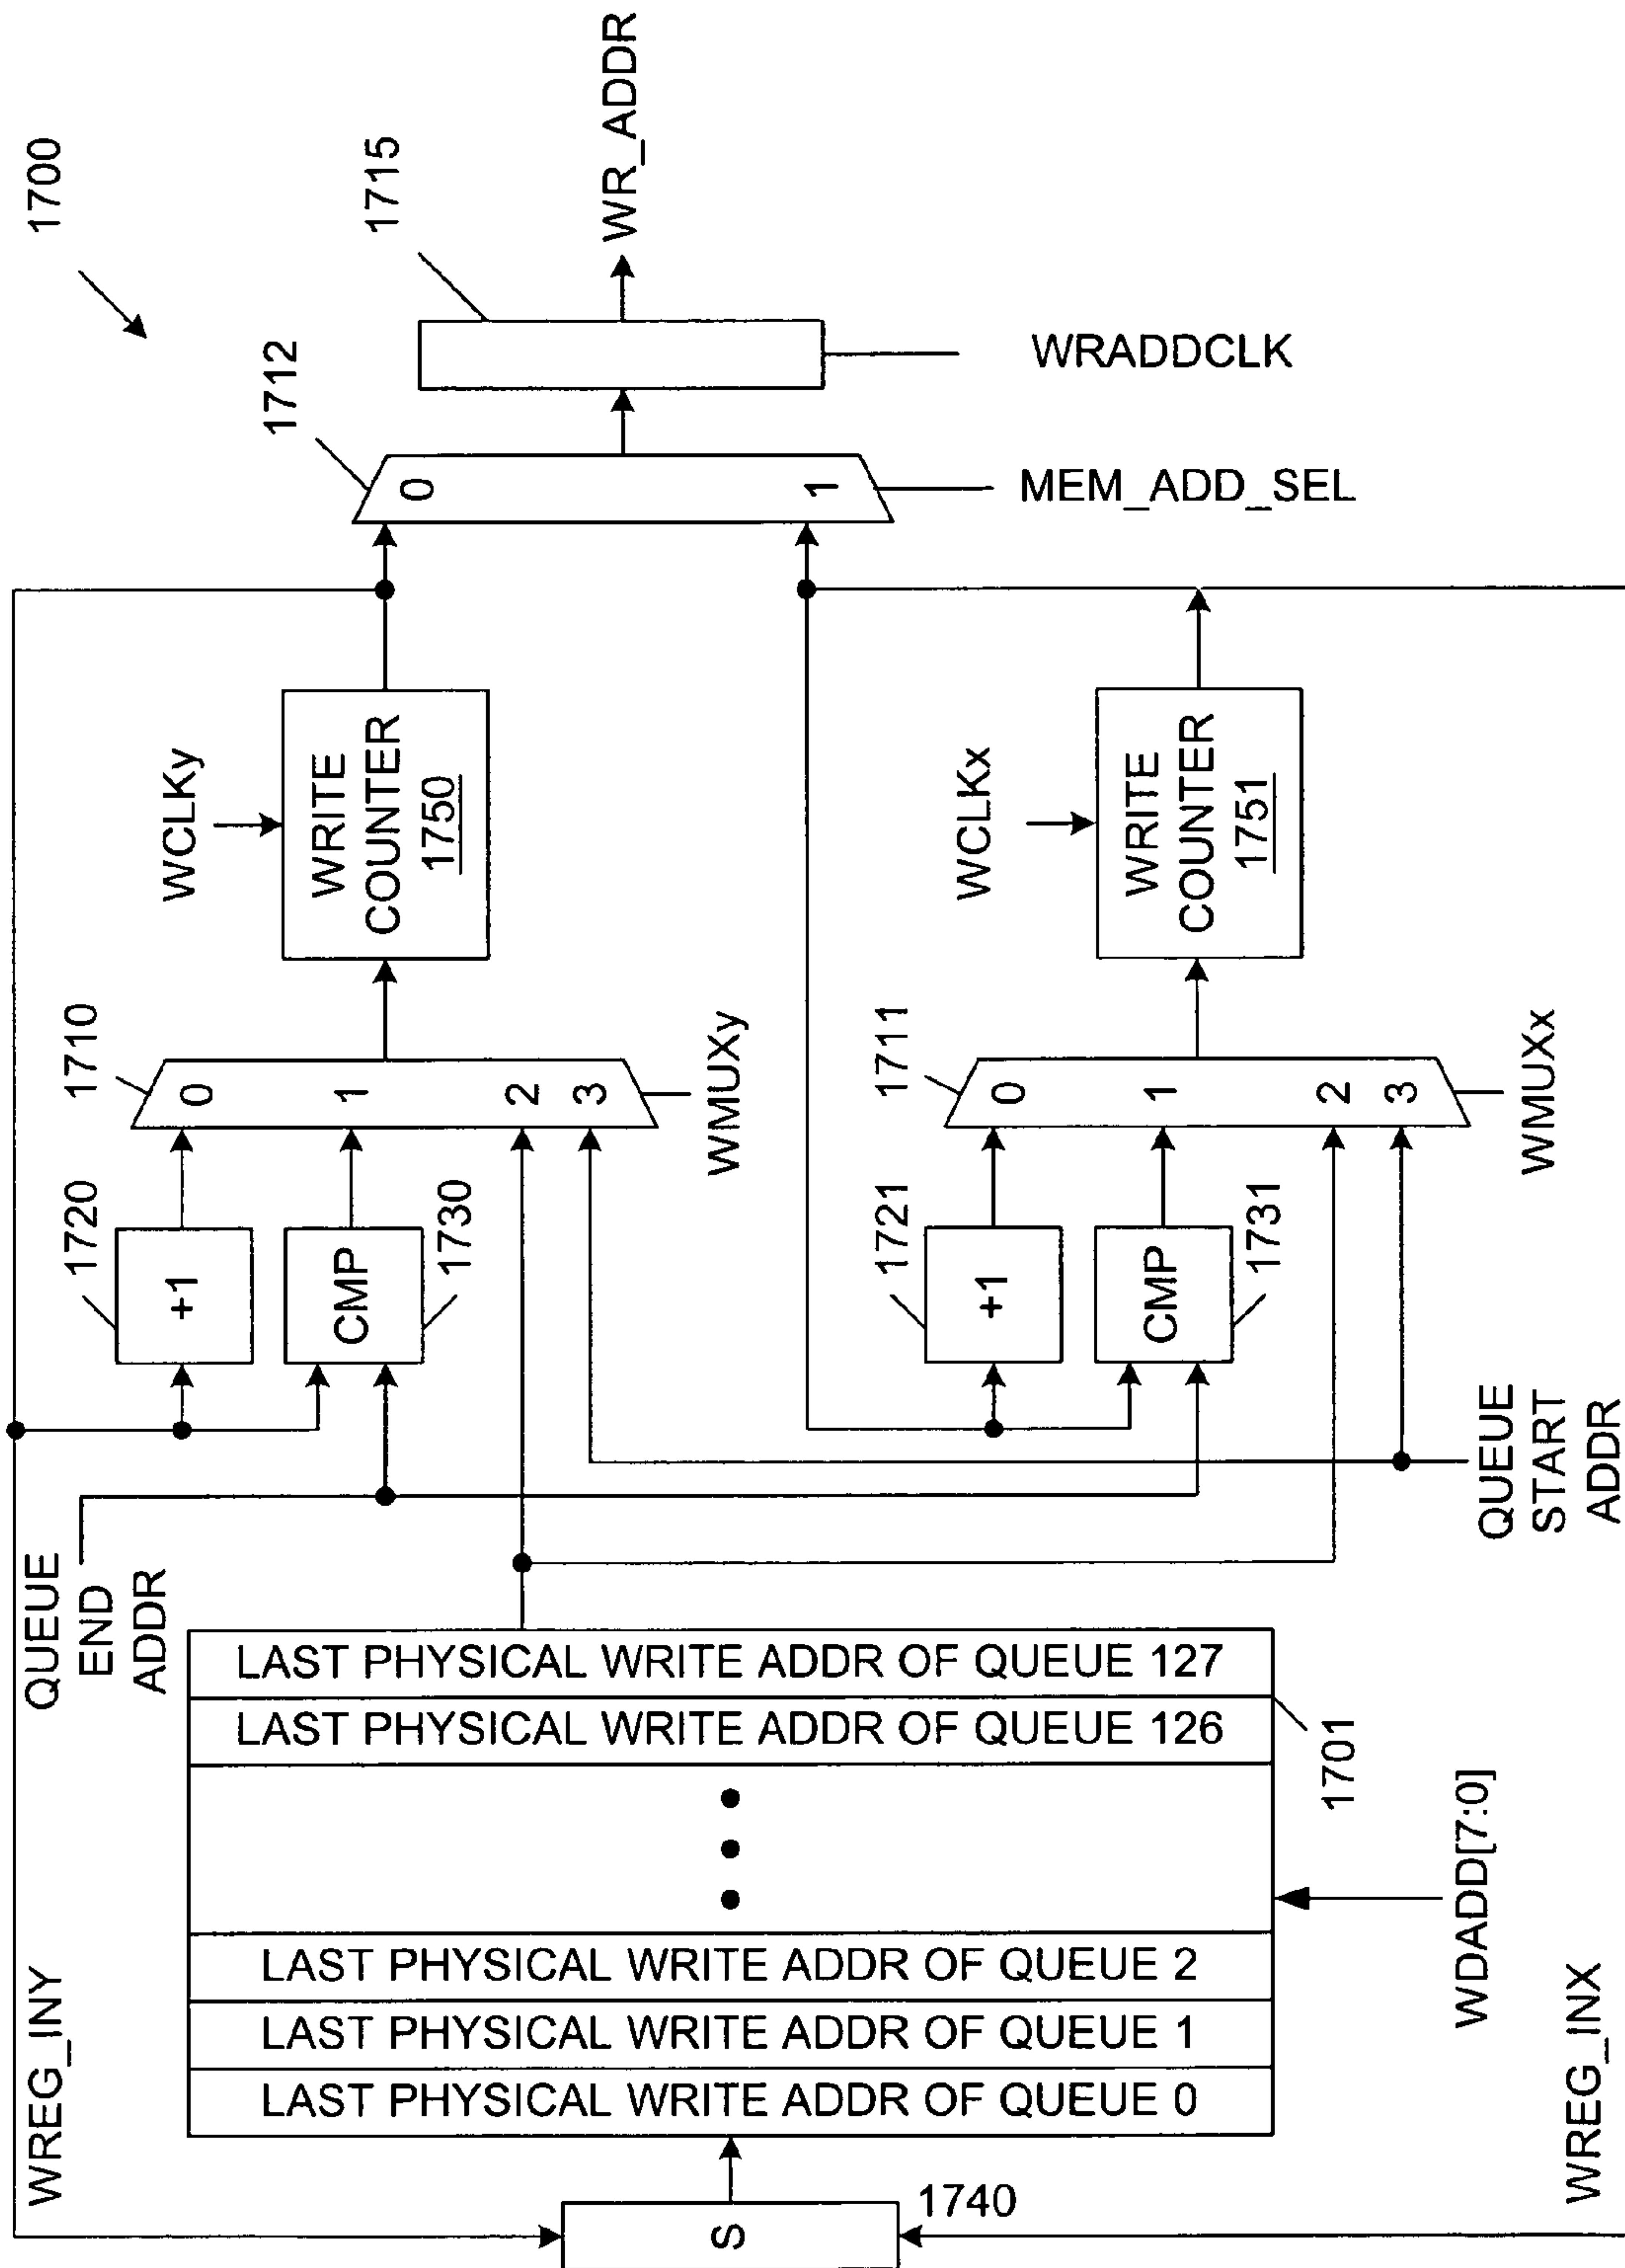 1700
WREG_INY
QUEUE
END
ADDR
1720
+1
CMP
1730
1710
0
1
2
3
WMUXy
WCLKy
WRITE
COUNTER
1750
1712
0
1
MEM_ADD_SEL
1715
WR_ADDR
WRADDCLK
S
1740
LAST PHYSICAL WRITE ADDR OF QUEUE 0
LAST PHYSICAL WRITE ADDR OF QUEUE 1
LAST PHYSICAL WRITE ADDR OF QUEUE 2
LAST PHYSICAL WRITE ADDR OF QUEUE 126
LAST PHYSICAL WRITE ADDR OF QUEUE 127
1701
WDADD[7:0]
WREG_INX
QUEUE
START
ADDR
1721
+1
CMP
1731
1711
0
1
2
3
WMUXx
WCLKx
WRITE
COUNTER
1751